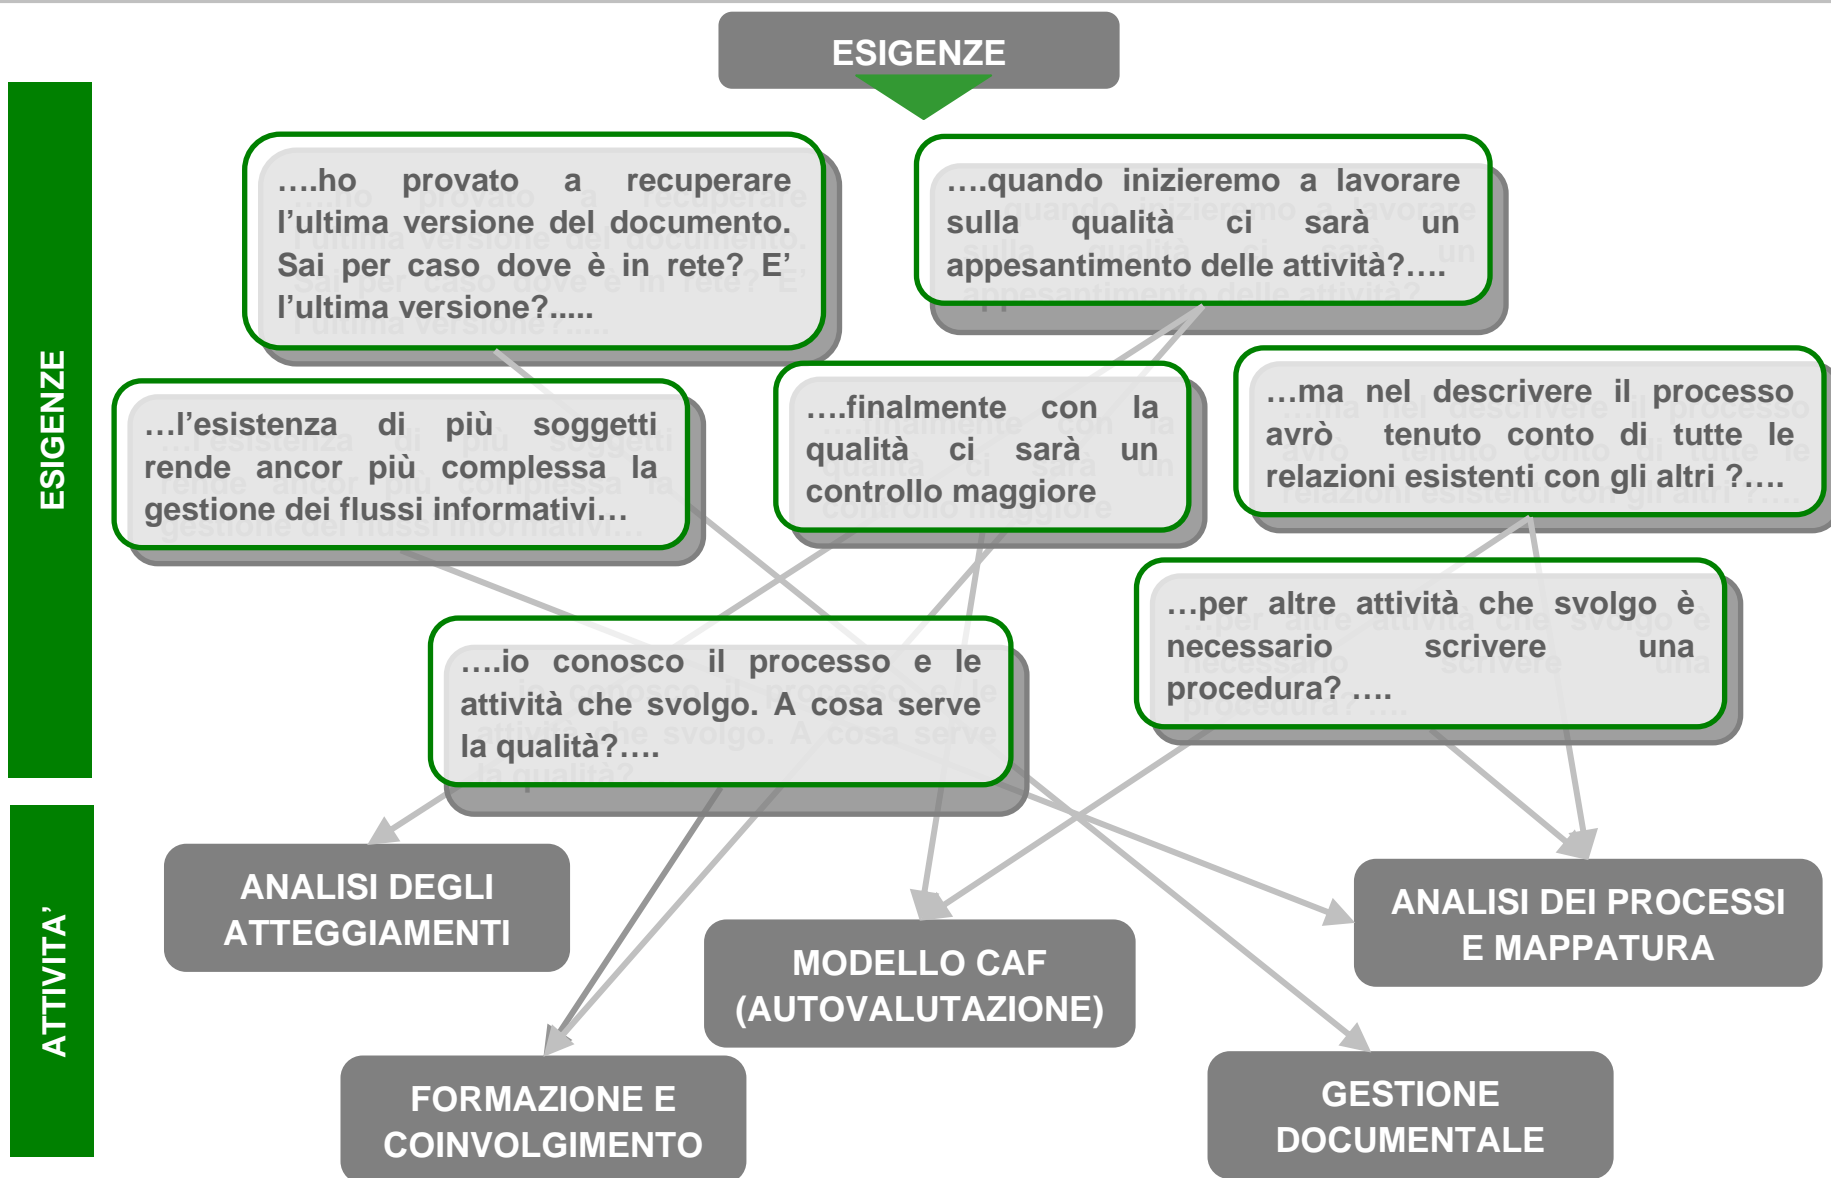 ESIGENZE
ESIGENZE
….ho provato a recuperare
l’ultima versione del documento.
Sai per caso dove è in rete? E’
l’ultima versione?.....
….quando inizieremo a lavorare
sulla qualità ci sarà un
appesantimento delle attività?….
…l’esistenza di più soggetti
rende ancor più complessa la
gestione dei flussi informativi…
….finalmente con la
qualità ci sarà un
controllo maggiore
…ma nel descrivere il processo
avrò tenuto conto di tutte le
relazioni esistenti con gli altri ?….
….io conosco il processo e le
attività che svolgo. A cosa serve
la qualità?….
…per altre attività che svolgo è
necessario scrivere una
procedura? ….
ATTIVITA’
ANALISI DEGLI
ATTEGGIAMENTI
MODELLO CAF
(AUTOVALUTAZIONE)
ANALISI DEI PROCESSI
E MAPPATURA
FORMAZIONE E
COINVOLGIMENTO
GESTIONE
DOCUMENTALE